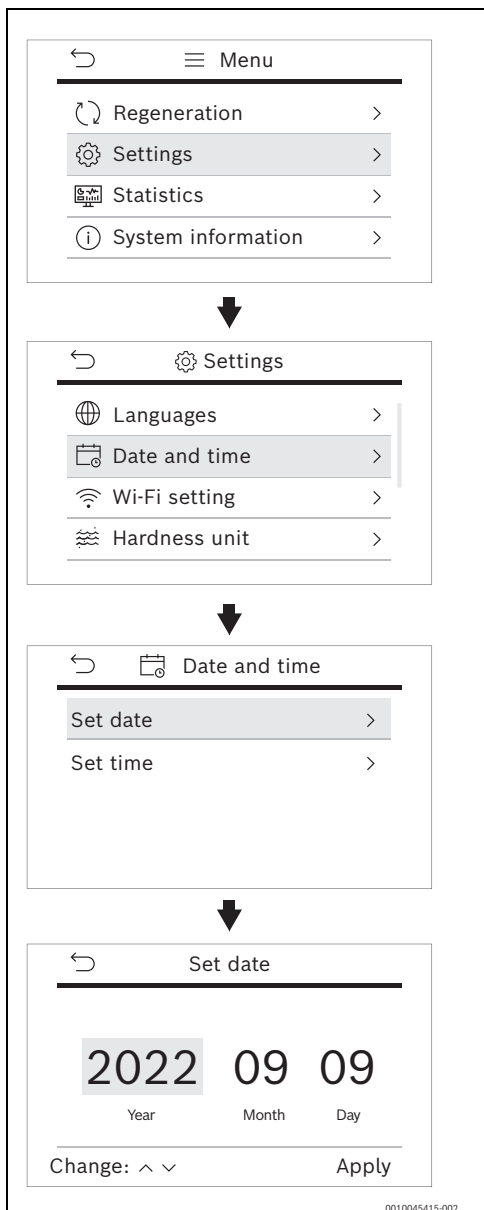 Menu
Regeneration
Settings
Statistics
System information
Settings
Languages
Date and time
Wi-Fi setting
Hardness unit
Date and time
Set date
Set time
Set date
2022 09 09
Year Month Day
Change: Apply
0010045415-002